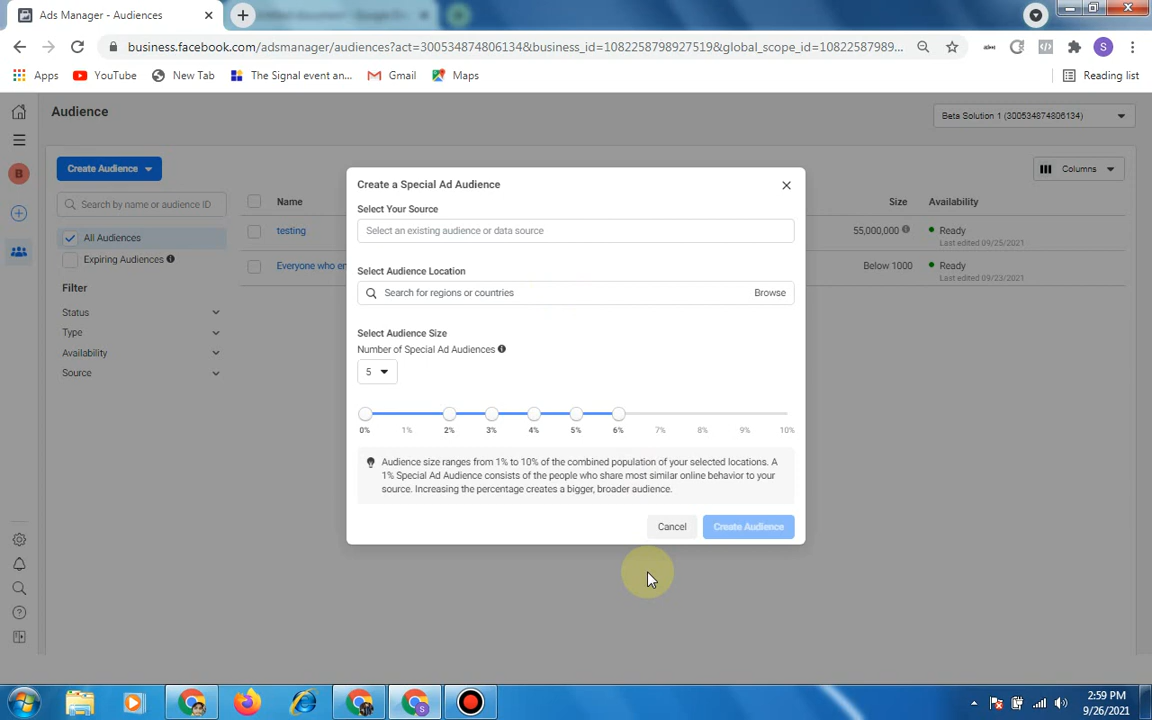 Ads Manager - Audiences
business.facebook.com/adsmanager/audiences?act=300534874806134&business_id=1082258798927519&global_scope_id=10822587989...
S
Apps
YouTube
New Tab
The Signal event an...
Gmail
Maps
Reading list
Audience
Beta Solution 1 (300534874806134)
B
Create Audience
Columns
Search by name or audience ID
Name
Size
Availability
All Audiences
Expiring Audiences
testing
55,000,000
Ready
Last edited 09/25/2021
Everyone who en
Below 1000
Ready
Last edited 09/23/2021
Filter
Status
Type
Availability
Source
Create a Special Ad Audience
Select Your Source
Select an existing audience or data source
Select Audience Location
Search for regions or countries
Browse
Select Audience Size
Number of Special Ad Audiences
5
0% 1% 2% 3% 4% 5% 6% 7% 8% 9% 10%
Audience size ranges from 1% to 10% of the combined population of your selected locations. A
1% Special Ad Audience consists of the people who share most similar online behavior to your
source. Increasing the percentage creates a bigger, broader audience.
Cancel
Create Audience
2:59 PM
9/26/2021